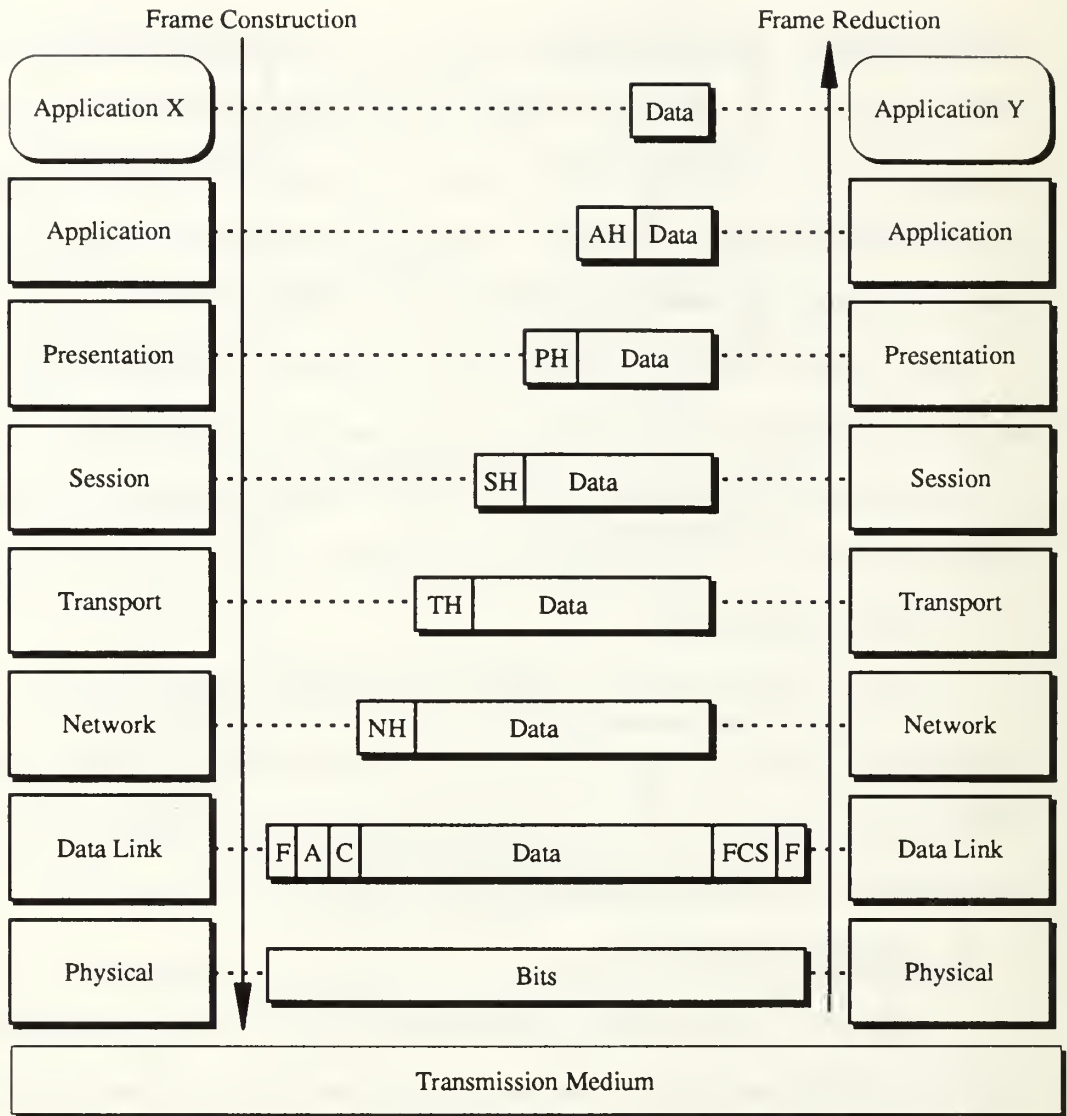 Frame Construction Frame Reduction
Application X Data Application Y
Application AH Data Application
Presentation PH Data Presentation
Session SH Data Session
Transport TH Data Transport
Network NH Data Network
Data Link F A C Data FCS F Data Link
Physical Bits Physical
Transmission Medium